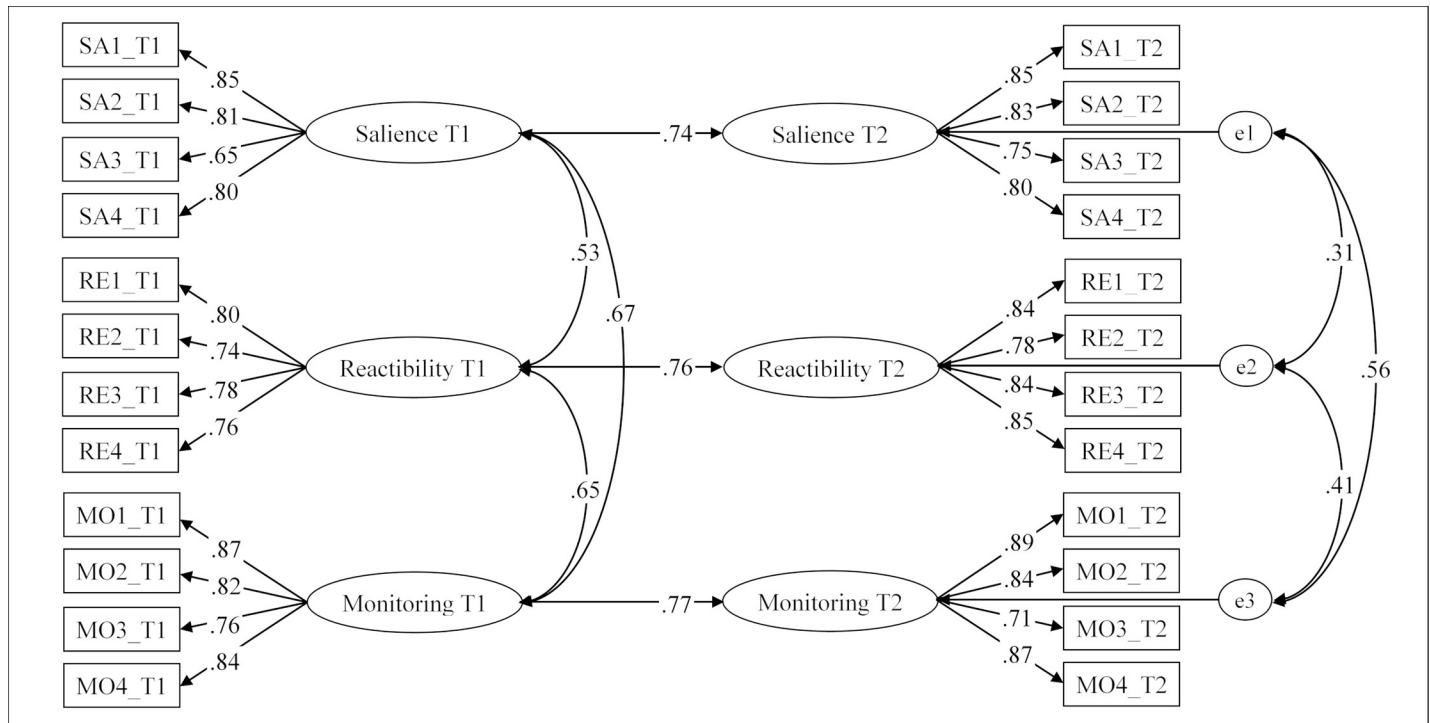 SA1_T1
SA2_T1
SA3_T1
SA4_T1
.85
.81
.65
.80
Salience T1
.74
Salience T2
.85
.83
.75
.80
SA1_T2
SA2_T2
SA3_T2
SA4_T2
e1
.53
.67
.31
.56
RE1_T1
RE2_T1
RE3_T1
RE4_T1
.80
.74
.78
.76
Reactibility T1
.76
Reactibility T2
.84
.78
.84
.85
RE1_T2
RE2_T2
RE3_T2
RE4_T2
e2
.65
.41
MO1_T1
MO2_T1
MO3_T1
MO4_T1
.87
.82
.76
.84
Monitoring T1
.77
Monitoring T2
.89
.84
.71
.87
MO1_T2
MO2_T2
MO3_T2
MO4_T2
e3